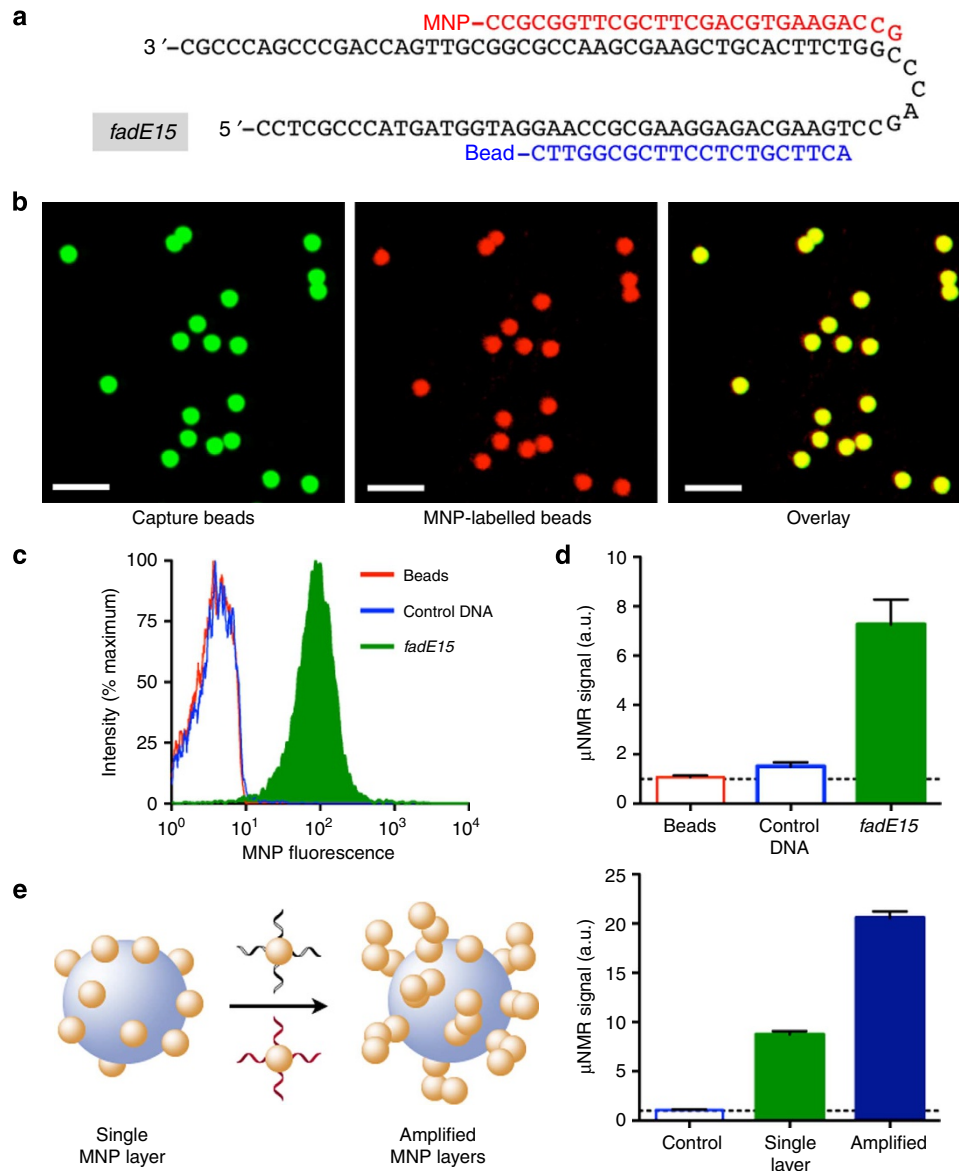 a
MNP–CCGCGGTTCGCTTCGACGTGAAGACCG
3 ′–CGCCCAGCCCGACCAGTTGCGGCGCCAAGCGAAGCTGCACTTCTGGCCC
fadE15
5 ′–CCTCGCCCATGATGGTAGGAACCGCGAAGGAGACGAAGTCCGA
Bead–CTTGGCGCTTCCTCTGCTTCA
b
Capture beads
MNP-labelled beads
Overlay
c
100
75
50
25
0
Intensity (% maximum)
10⁰
10¹
10²
10³
10⁴
MNP fluorescence
Beads
Control DNA
fadE15
d
10
8
6
4
2
0
µNMR signal (a.u.)
Beads
Control
DNA
fadE15
e
Single
MNP layer
Amplified
MNP layers
25
20
15
10
5
0
µNMR signal (a.u.)
Control
Single
layer
Amplified